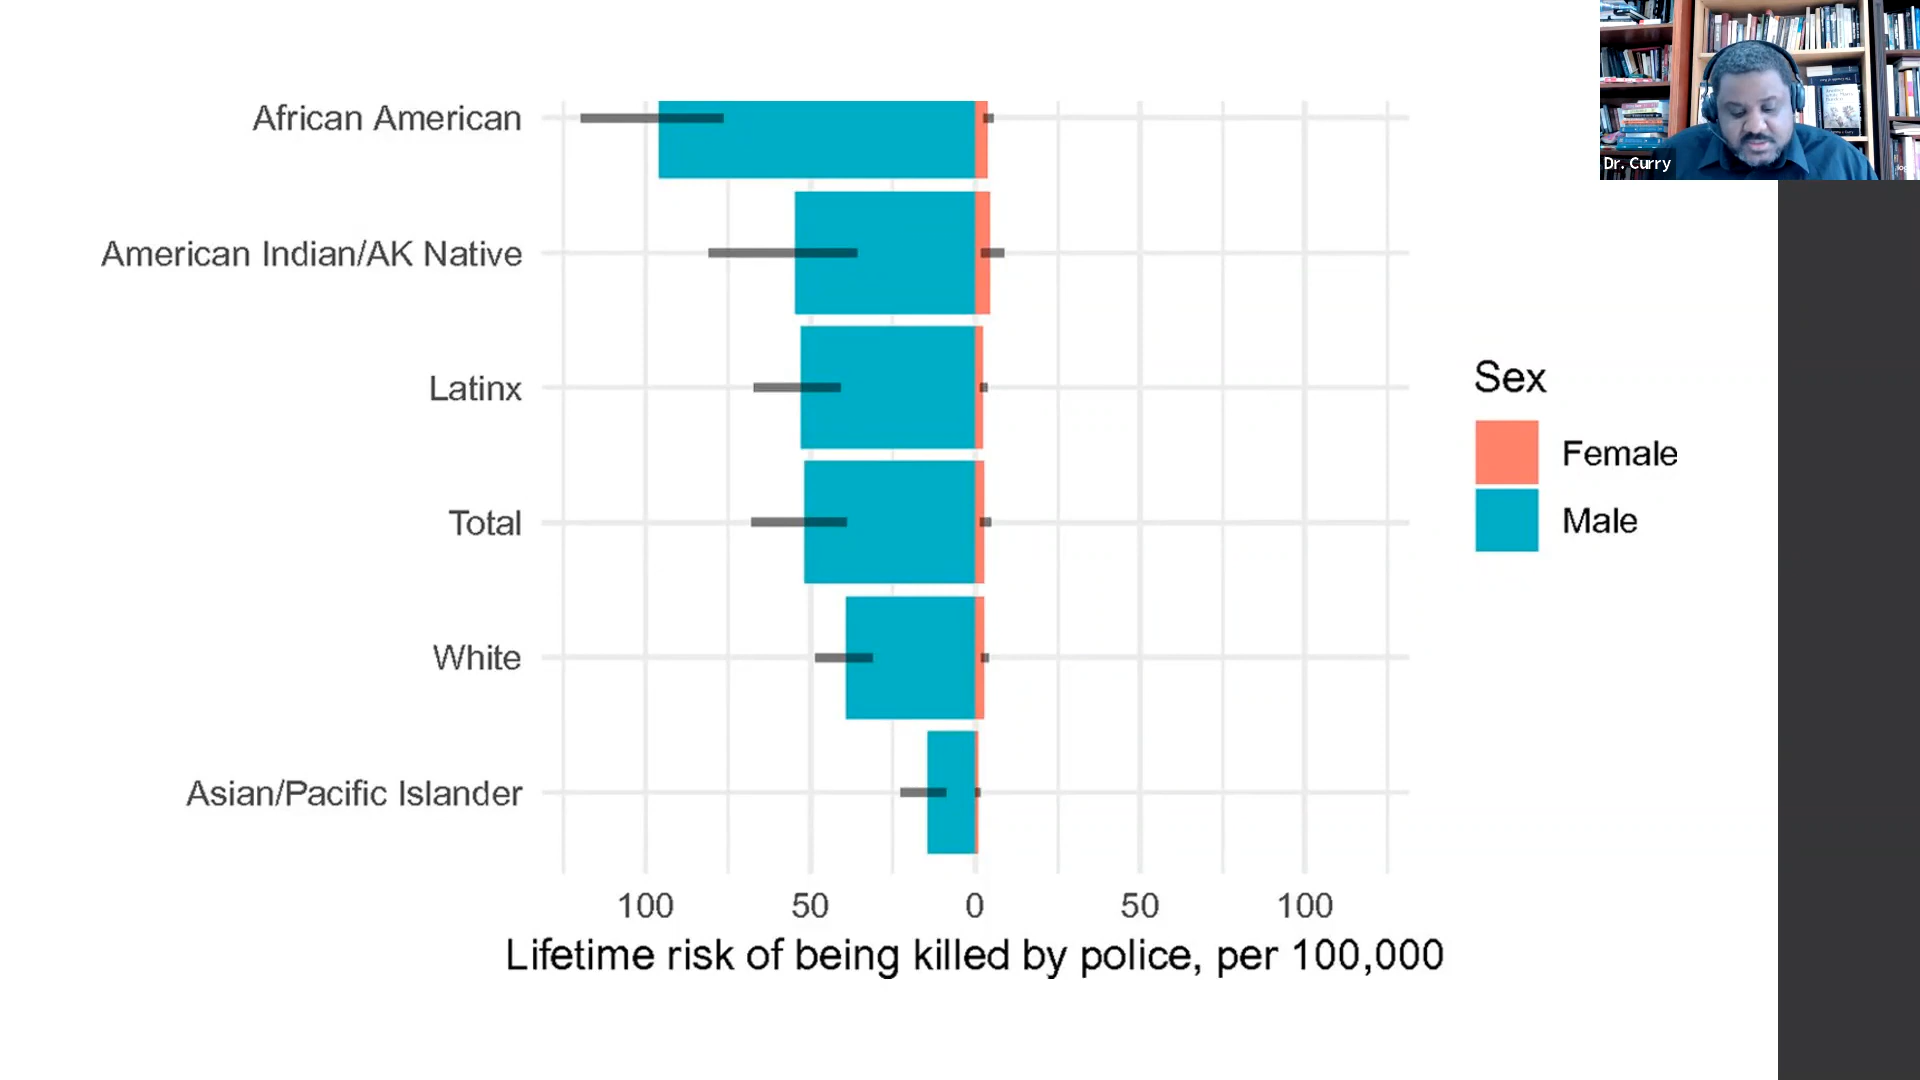 African American
American Indian/AK Native
Latinx
Total
White
Asian/Pacific Islander
100 50 0 50 100
Lifetime risk of being killed by police, per 100,000
Sex
Female
Male
Dr. Curry